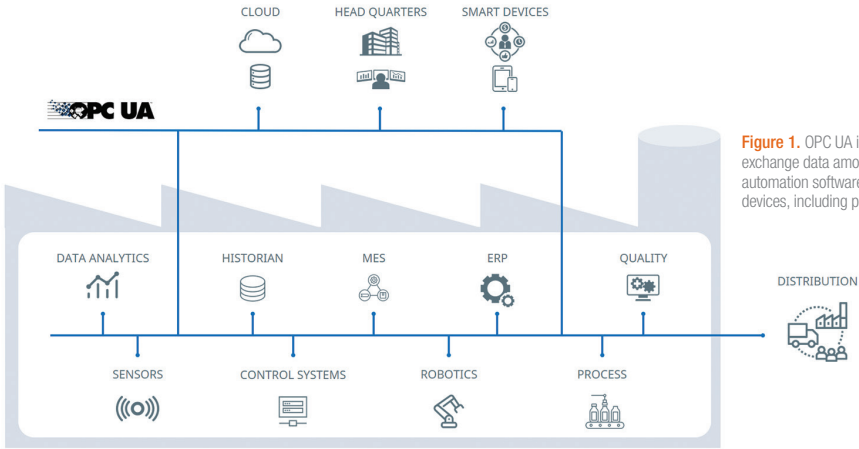 CLOUD
HEAD QUARTERS
SMART DEVICES
OPC UA
Figure 1. OPC UA i
exchange data amo
automation software
devices, including p
DATA ANALYTICS
HISTORIAN
MES
ERP
QUALITY
DISTRIBUTION
SENSORS
CONTROL SYSTEMS
ROBOTICS
PROCESS